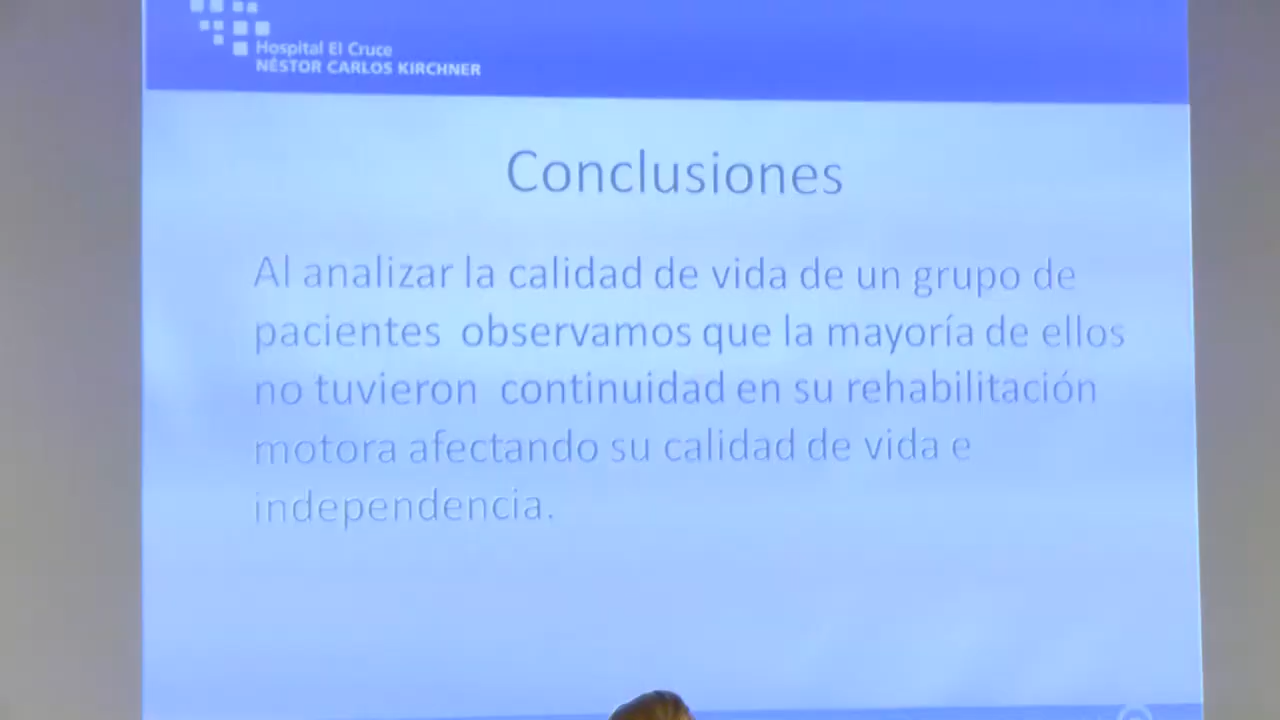 Hospital El Cruce
NÉSTOR CARLOS KIRCHNER
Conclusiones
Al analizar la calidad de vida de un grupo de
pacientes observamos que la mayoría de ellos
no tuvieron continuidad en su rehabilitación
motora afectando su calidad de vida e
independencia.